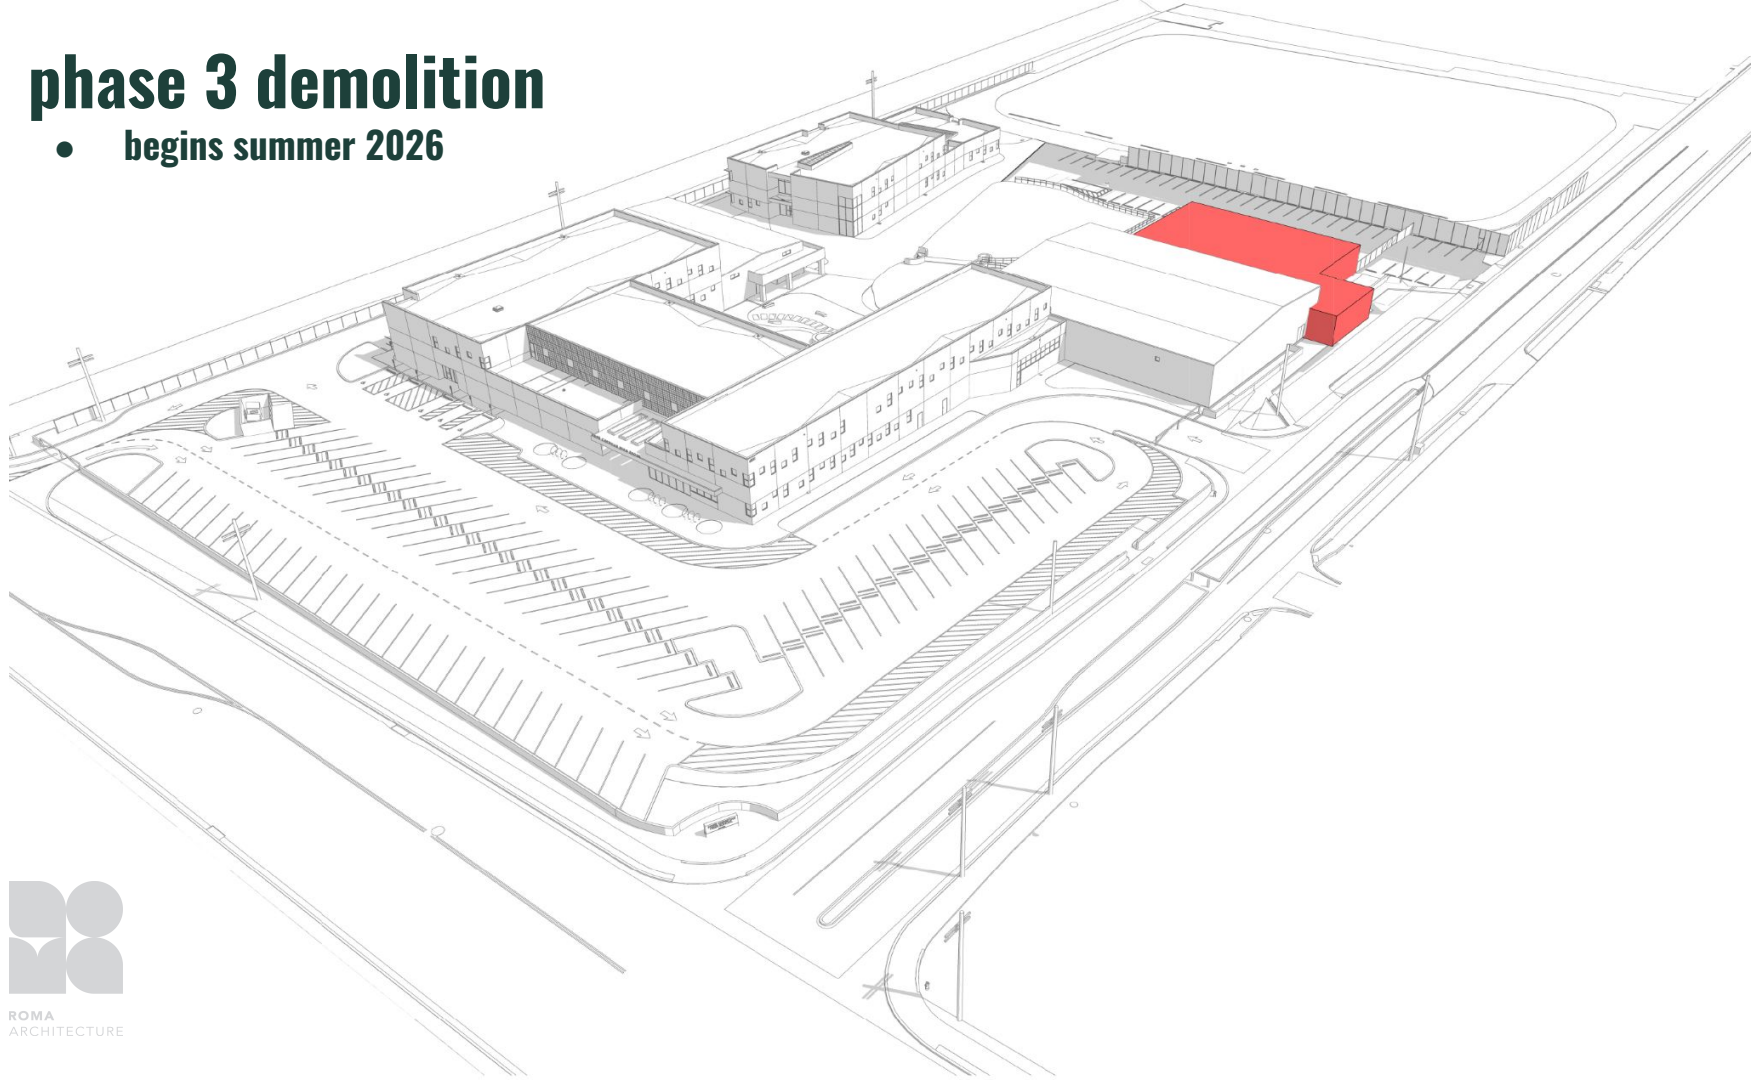 phase 3 demolition
● begins summer 2026
ROMA
ARCHITECTURE